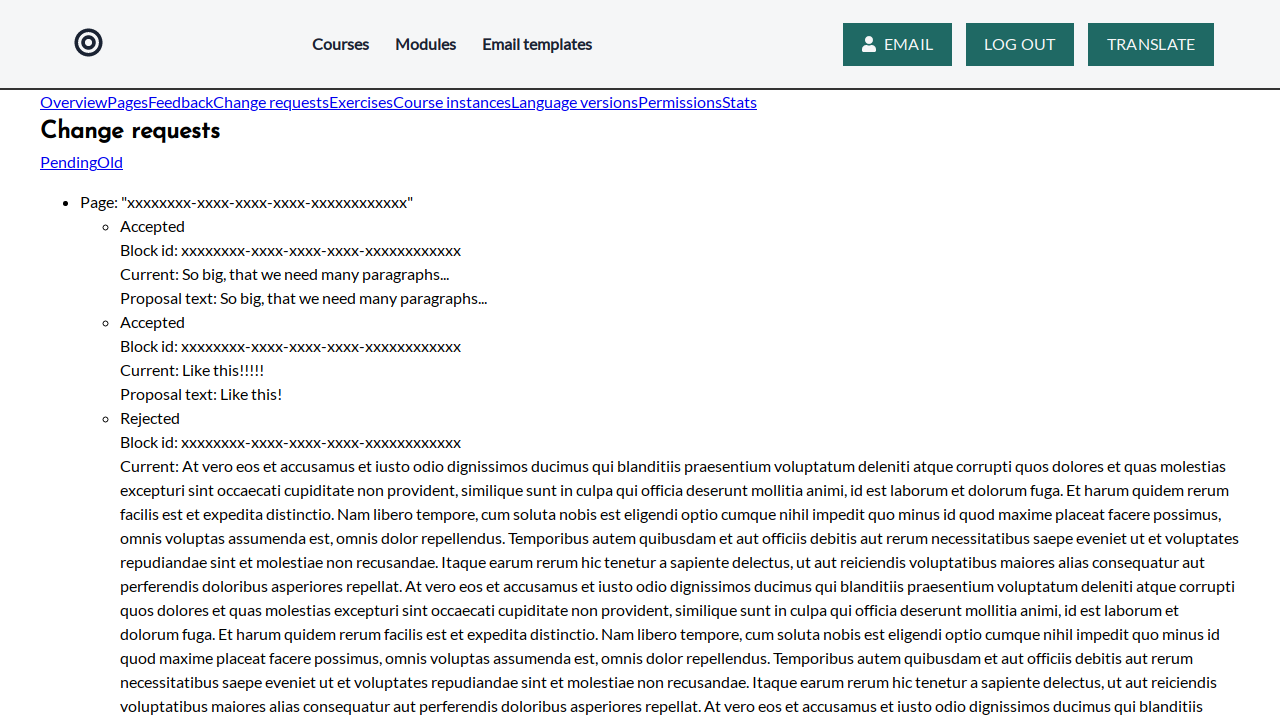 Courses Modules Email templates EMAIL LOG OUT TRANSLATE
OverviewPagesFeedbackChange requestsExercisesCourse instancesLanguage versionsPermissionsStats
Change requests
PendingOld
Page: "xxxxxxxx-xxxx-xxxx-xxxx-xxxxxxxxxxxx"
Accepted
Block id: xxxxxxxx-xxxx-xxxx-xxxx-xxxxxxxxxxxx
Current: So big, that we need many paragraphs...
Proposal text: So big, that we need many paragraphs...
Accepted
Block id: xxxxxxxx-xxxx-xxxx-xxxx-xxxxxxxxxxxx
Current: Like this!!!!!
Proposal text: Like this!
Rejected
Block id: xxxxxxxx-xxxx-xxxx-xxxx-xxxxxxxxxxxx
Current: At vero eos et accusamus et iusto odio dignissimos ducimus qui blanditiis praesentium voluptatum deleniti atque corrupti quos dolores et quas molestias
excepturi sint occaecati cupiditate non provident, similique sunt in culpa qui officia deserunt mollitia animi, id est laborum et dolorum fuga. Et harum quidem rerum
facilis est et expedita distinctio. Nam libero tempore, cum soluta nobis est eligendi optio cumque nihil impedit quo minus id quod maxime placeat facere possimus,
omnis voluptas assumenda est, omnis dolor repellendus. Temporibus autem quibusdam et aut officiis debitis aut rerum necessitatibus saepe eveniet ut et voluptates
repudiandae sint et molestiae non recusandae. Itaque earum rerum hic tenetur a sapiente delectus, ut aut reiciendis voluptatibus maiores alias consequatur aut
perferendis doloribus asperiores repellat. At vero eos et accusamus et iusto odio dignissimos ducimus qui blanditiis praesentium voluptatum deleniti atque corrupti
quos dolores et quas molestias excepturi sint occaecati cupiditate non provident, similique sunt in culpa qui officia deserunt mollitia animi, id est laborum et
dolorum fuga. Et harum quidem rerum facilis est et expedita distinctio. Nam libero tempore, cum soluta nobis est eligendi optio cumque nihil impedit quo minus id
quod maxime placeat facere possimus, omnis voluptas assumenda est, omnis dolor repellendus. Temporibus autem quibusdam et aut officiis debitis aut rerum
necessitatibus saepe eveniet ut et voluptates repudiandae sint et molestiae non recusandae. Itaque earum rerum hic tenetur a sapiente delectus, ut aut reiciendis
voluptatibus maiores alias consequatur aut perferendis doloribus asperiores repellat. At vero eos et accusamus et iusto odio dignissimos ducimus qui blanditiis